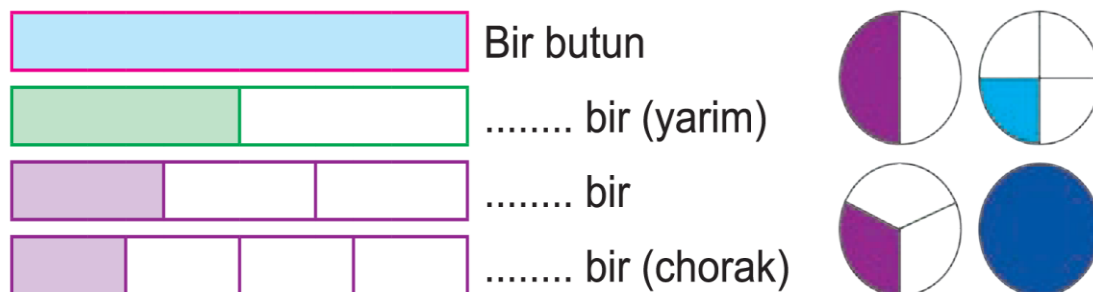 Bir butun
........ bir (yarim)
........ bir
........ bir (chorak)